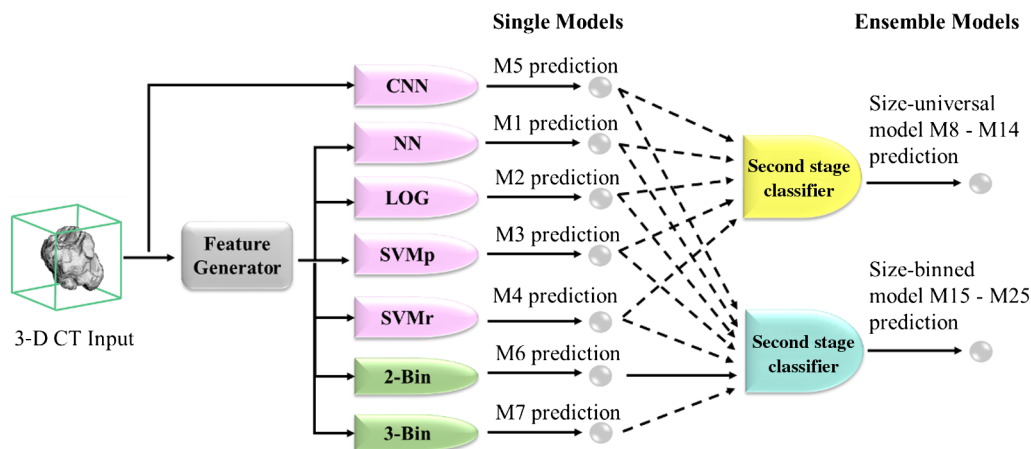 Single Models
Ensemble Models
M5 prediction
CNN
M1 prediction
NN
M2 prediction
LOG
M3 prediction
SVMp
M4 prediction
SVMr
M6 prediction
2-Bin
M7 prediction
3-Bin
Feature
Generator
3-D CT Input
Second stage
classifier
Size-universal
model M8 - M14
prediction
Second stage
classifier
Size-binned
model M15 - M25
prediction